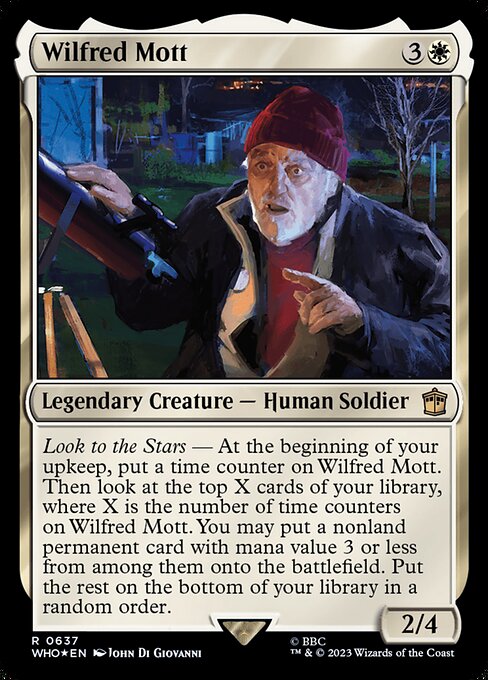 Wilfred Mott 3
Legendary Creature — Human Soldier
Look to the Stars — At the beginning of your
upkeep, put a time counter on Wilfred Mott.
Then look at the top X cards of your library,
where X is the number of time counters
on Wilfred Mott. You may put a nonland
permanent card with mana value 3 or less
from among them onto the battlefield. Put
the rest on the bottom of your library in a
random order.
2/4
R 0637
WHO★EN John Di Giovanni
© BBC
™ & © 2023 Wizards of the Coast